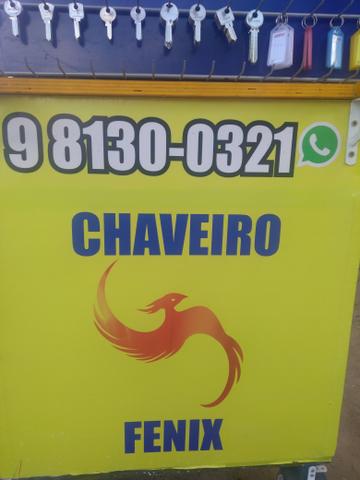 9 8130-0321
CHAVEIRO
FENIX